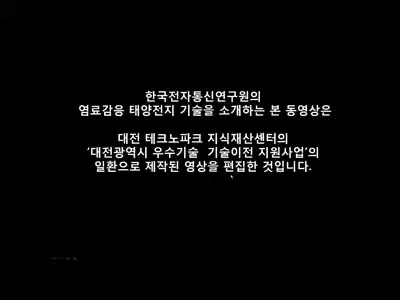 한국전자통신연구원의
염료감응 태양전지 기술을 소개하는 본 동영상은
대전 테크노파크 지식재산센터의
'대전광역시 우수기술 기술이전 지원사업'의
일환으로 제작된 영상을 편집한 것입니다.